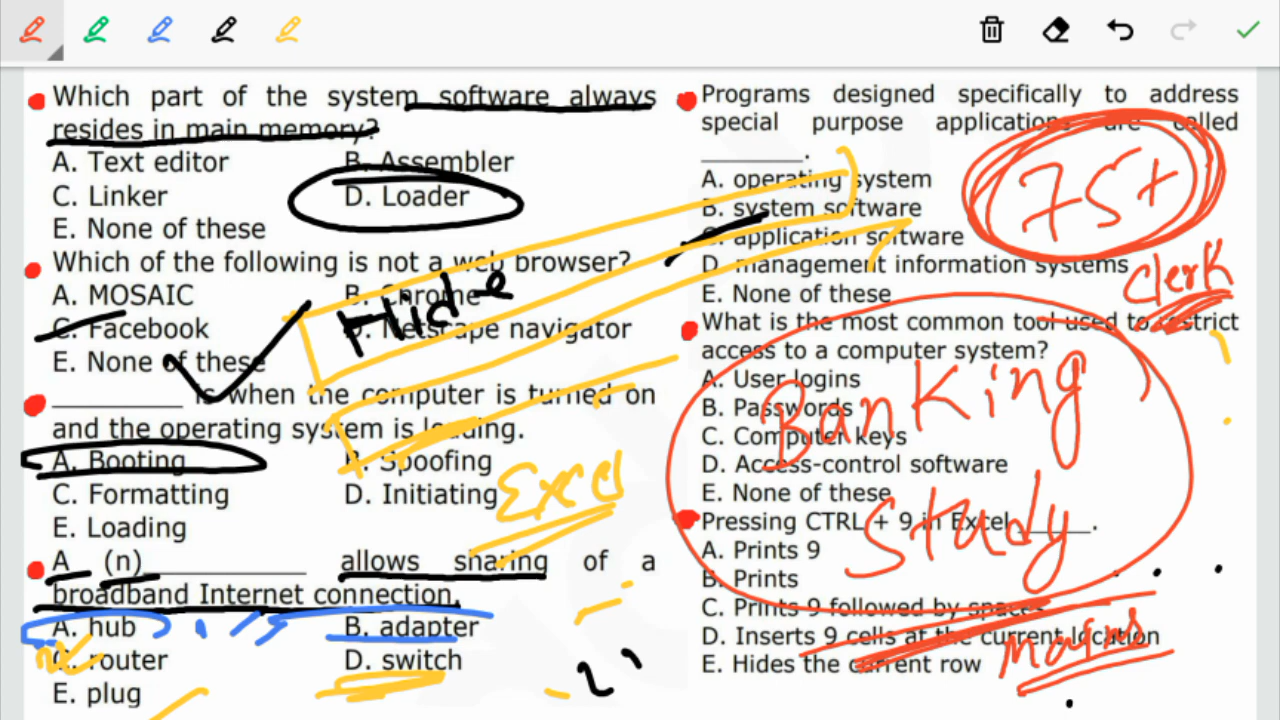 Which part of the system software always
resides in main memory?
A. Text editor B. Assembler
C. Linker D. Loader
E. None of these
Which of the following is not a web browser?
A. MOSAIC B. Chrome
C. Facebook D. Netscape navigator
E. None of these
Hide
__________ is when the computer is turned on
and the operating system is loading.
A. Booting B. Spoofing
C. Formatting D. Initiating
E. Loading
Excel
A (n)____________ allows sharing of a
broadband Internet connection.
A. hub B. adapter
C. router D. switch
E. plug
Programs designed specifically to address
special purpose applications are called
________.
A. operating system
B. system software
C. application software
D. management information systems
E. None of these
75+
Clerk
What is the most common tool used to restrict
access to a computer system?
A. User logins
B. Passwords
C. Computer keys
D. Access-control software
E. None of these
Banking
Study
Pressing CTRL + 9 in Excel ______.
A. Prints 9
B. Prints
C. Prints 9 followed by spaces
D. Inserts 9 cells at the current location
E. Hides the current row
Mains